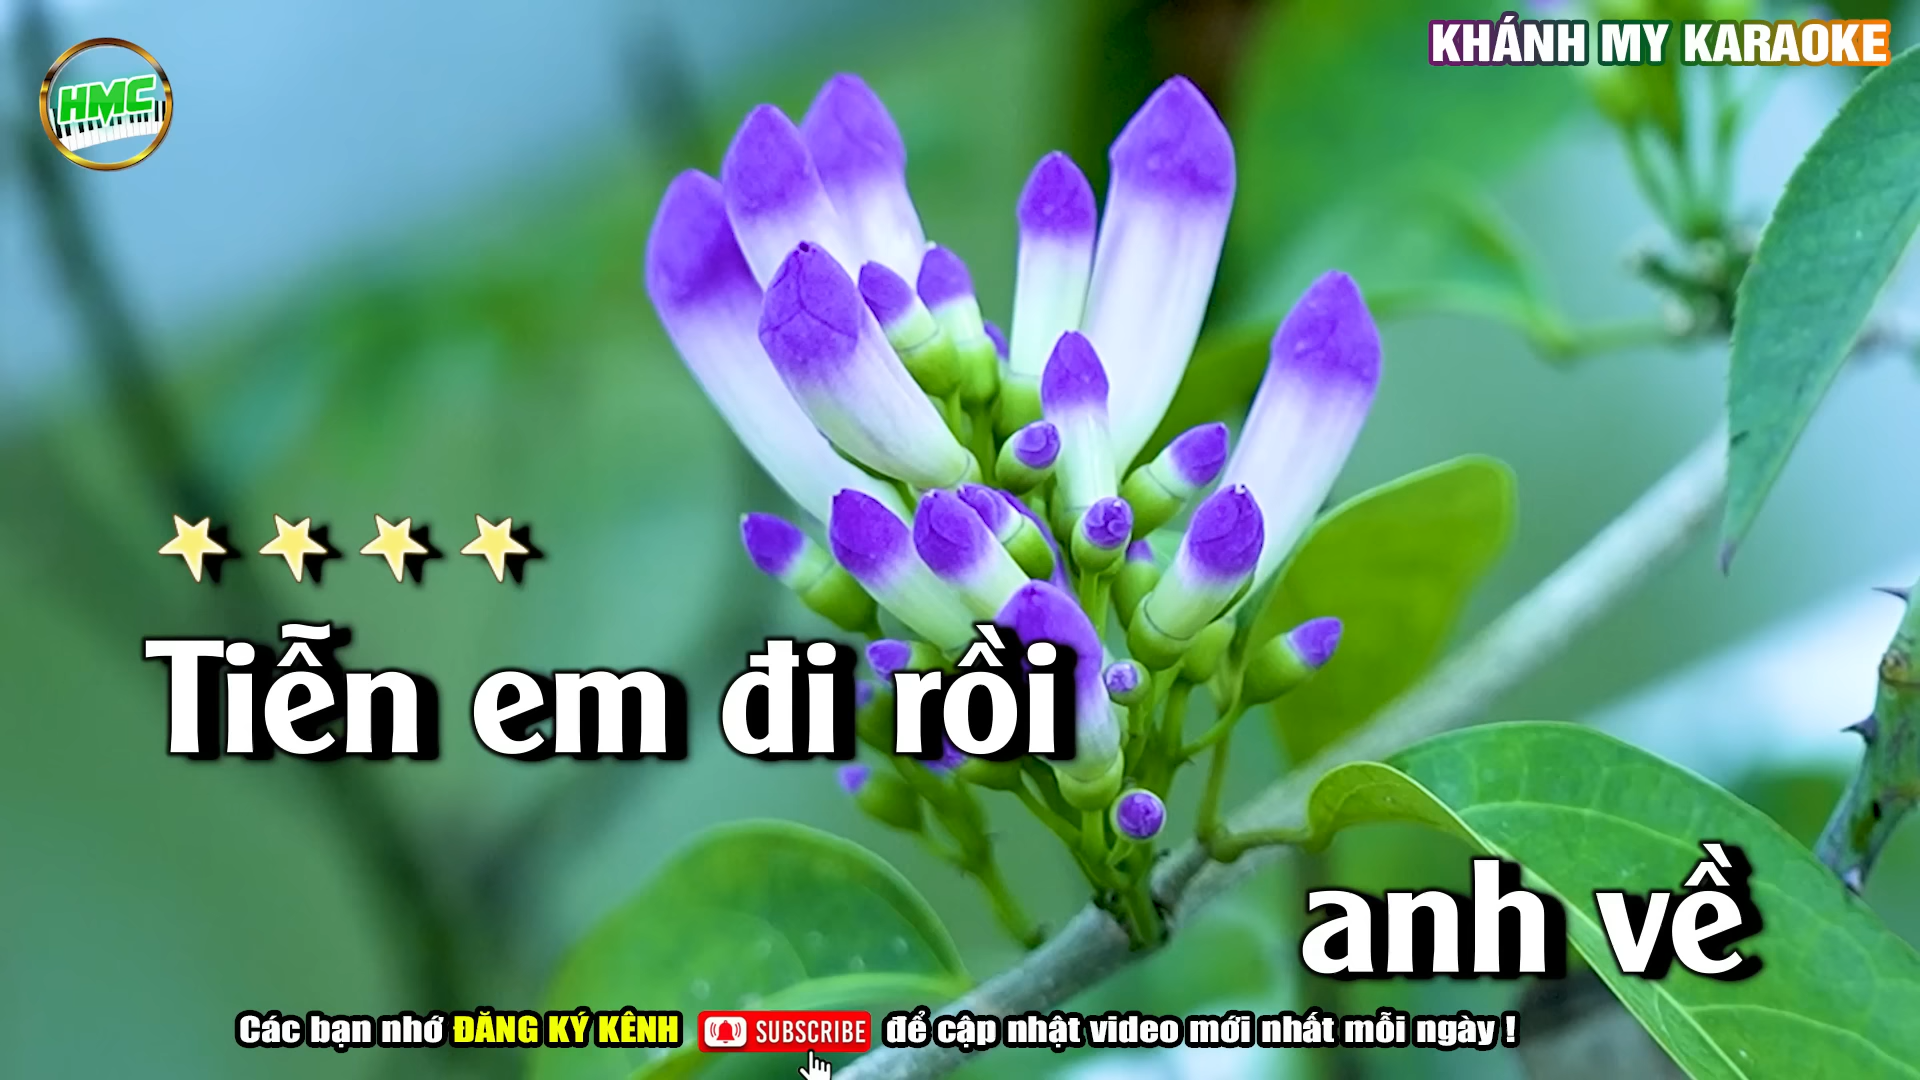 KHÁNH MY KARAOKE
HMC
Tiễn em đi rồi
anh về
Các bạn nhớ ĐĂNG KÝ KÊNH SUBSCRIBE để cập nhật video mới nhất mỗi ngày !